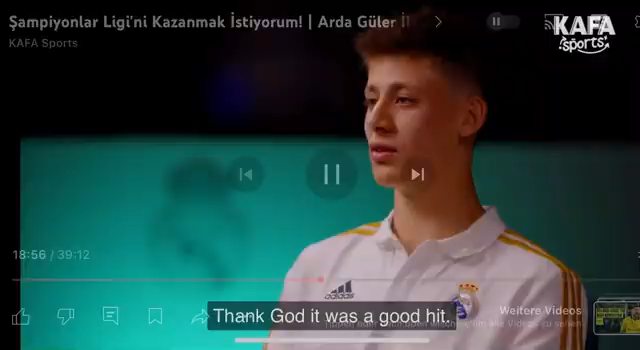 Şampiyonlar Ligi'ni Kazanmak İstiyorum! | Arda Güler İl
KAFA Sports
KAFA
sports
18:56 / 39:12
adidas
Thank God it was a good hit.
Weitere Videos